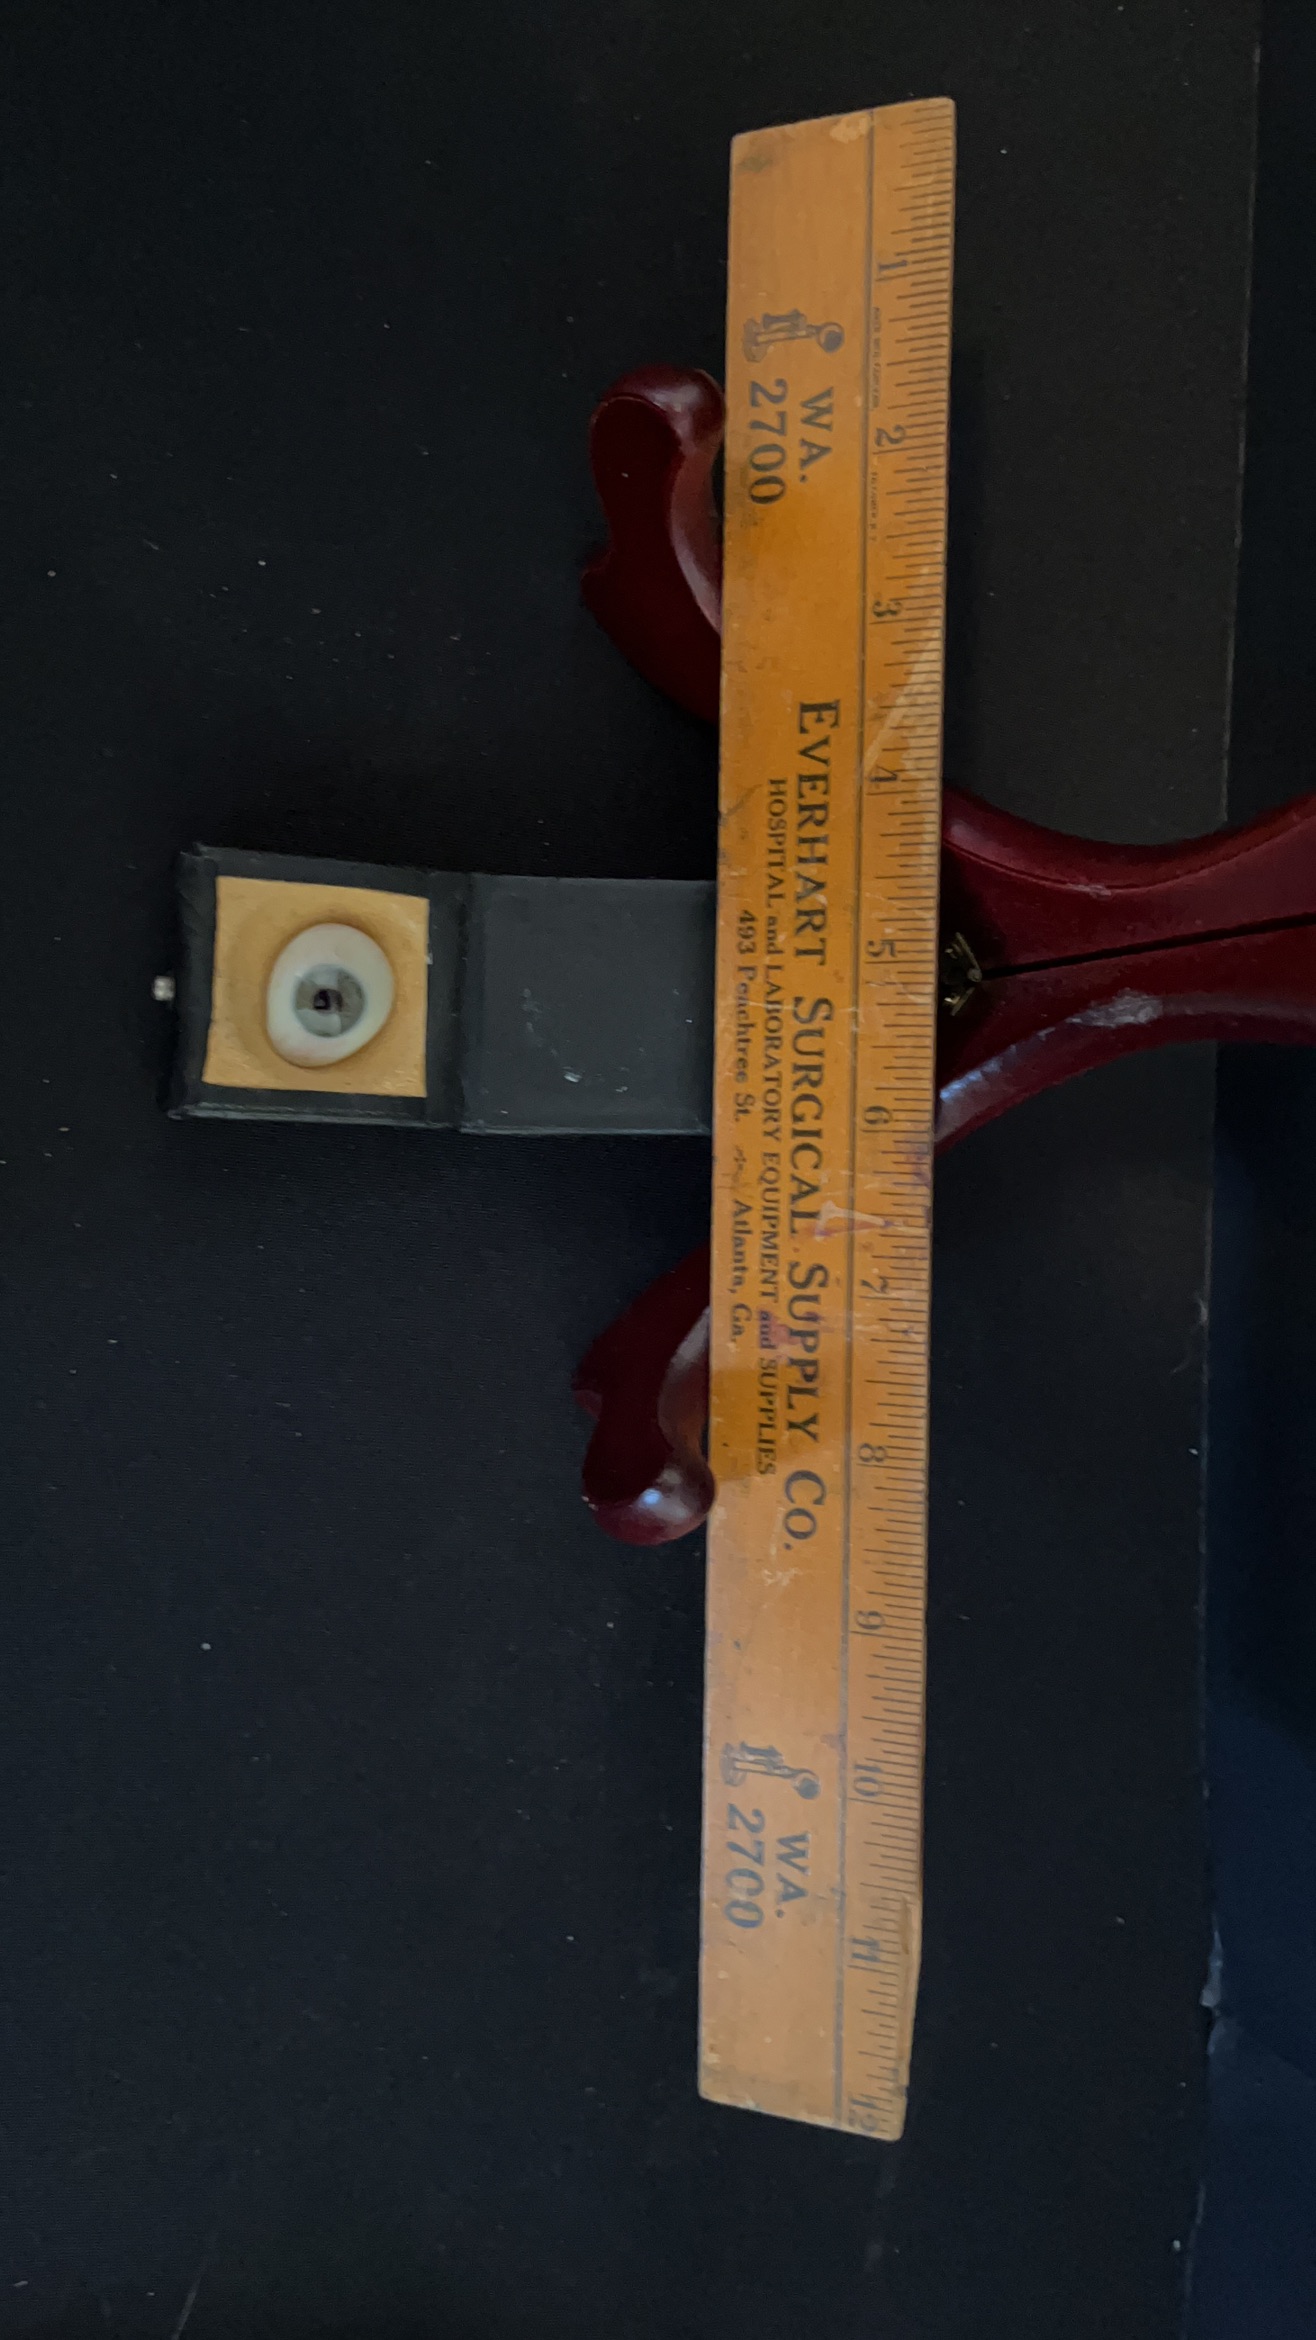 1 2 3 4 5 6 7 8 9 10 11 12
WA.
2700
EVERHART SURGICAL SUPPLY CO.
HOSPITAL and LABORATORY EQUIPMENT and SUPPLIES
493 Peachtree St. Atlanta, Ga.
WA.
2700